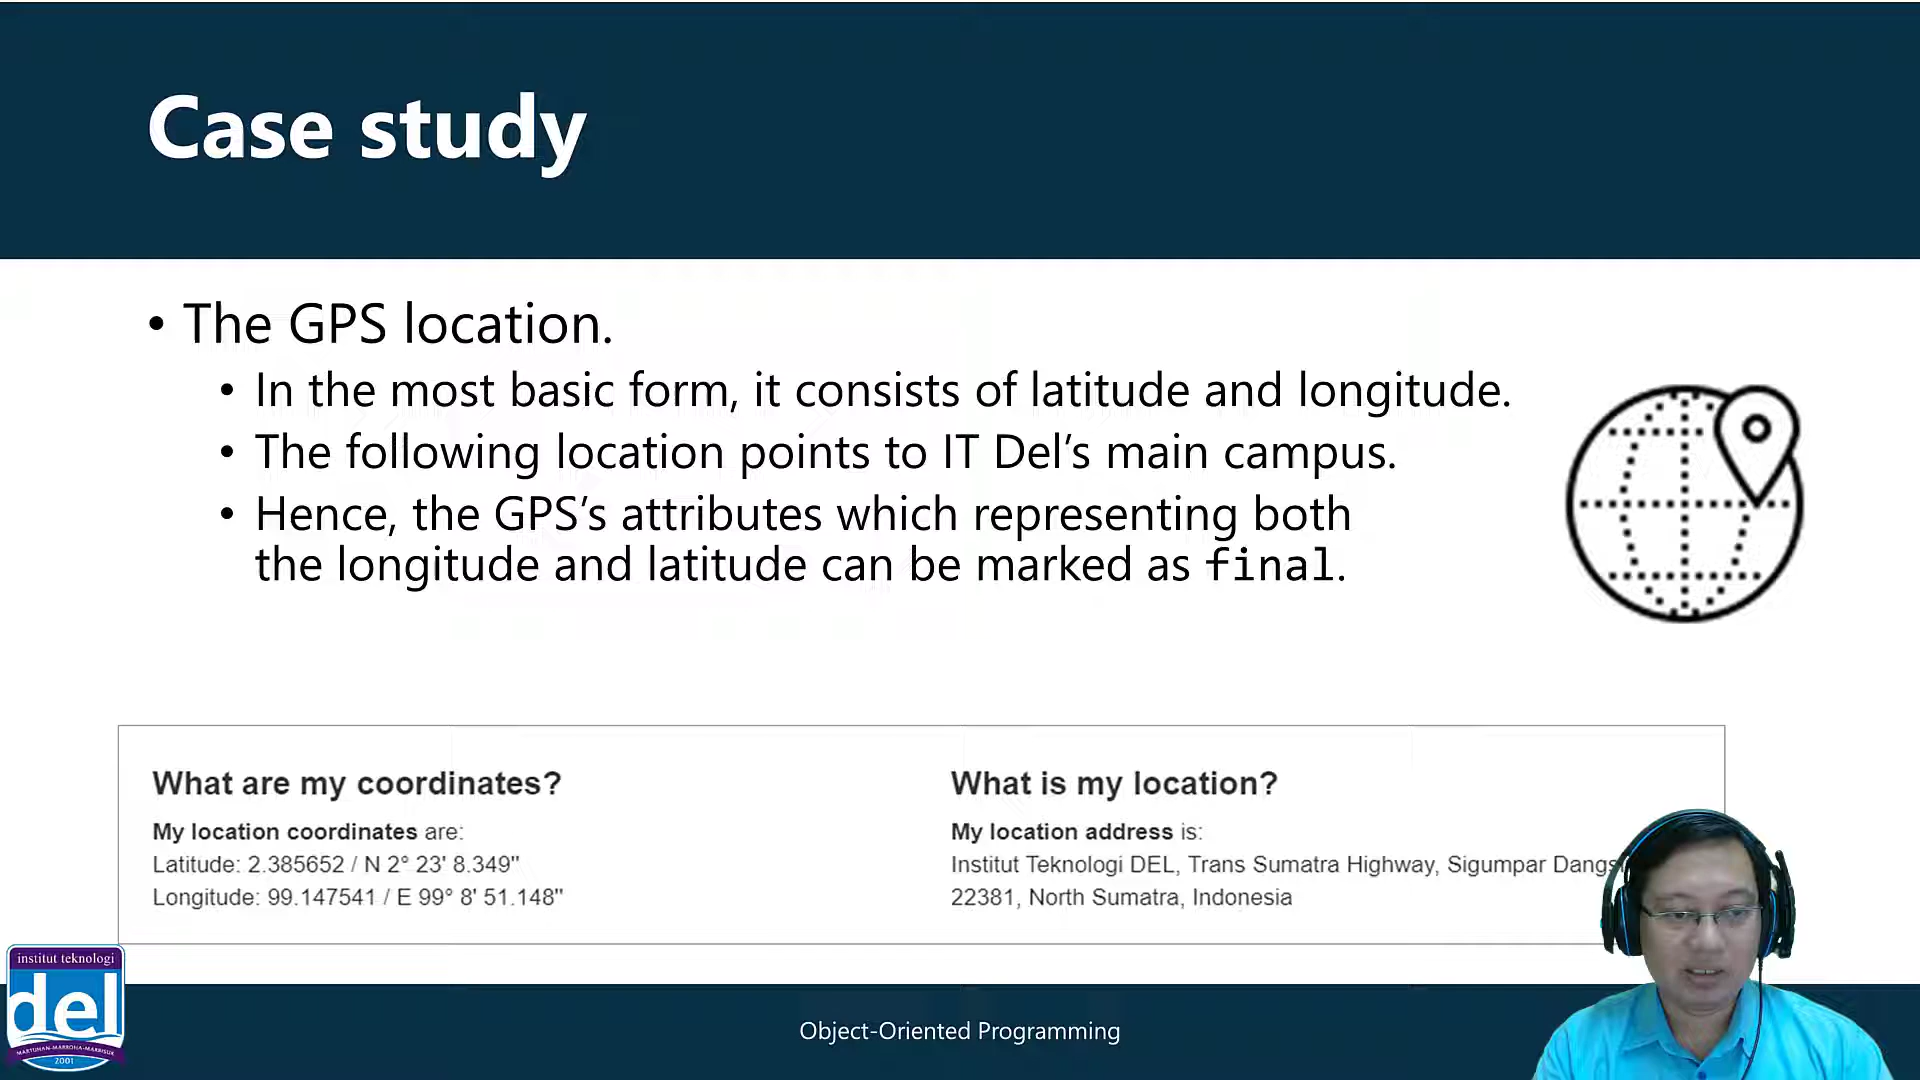 Case study
• The GPS location.
• In the most basic form, it consists of latitude and longitude.
• The following location points to IT Del’s main campus.
• Hence, the GPS’s attributes which representing both
the longitude and latitude can be marked as final.
What are my coordinates?
My location coordinates are:
Latitude: 2.385652 / N 2° 23' 8.349"
Longitude: 99.147541 / E 99° 8' 51.148"
What is my location?
My location address is:
Institut Teknologi DEL, Trans Sumatra Highway, Sigumpar
22381, North Sumatra, Indonesia
institut teknologi
del
MARTUHAN-MARROHA-MARBISUK
2001
Object-Oriented Programming